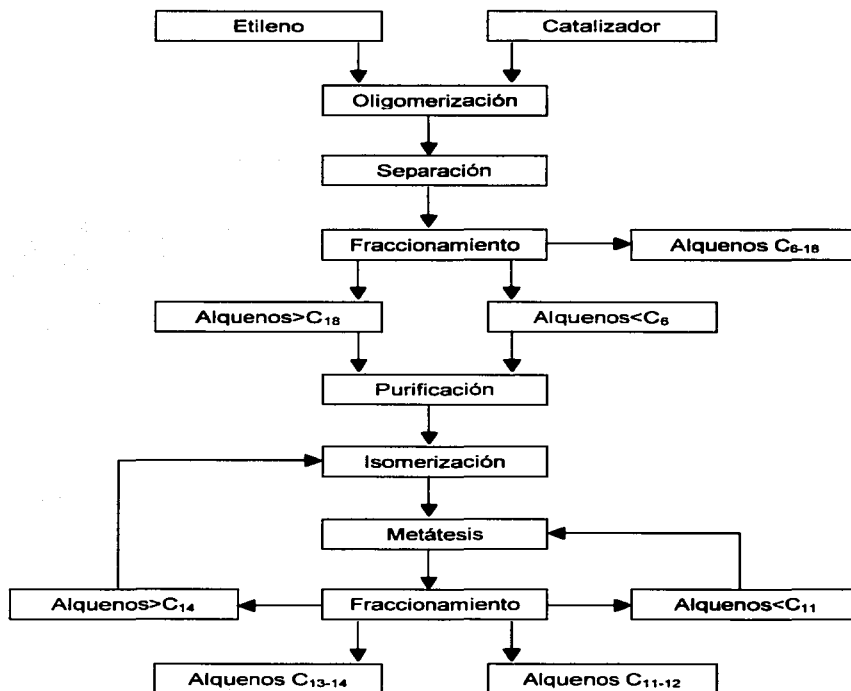 Etileno
Catalizador
Oligomerización
Separación
Fraccionamiento
Alquenos C₆₋₁₈
Alquenos>C₁₈
Alquenos<C₆
Purificación
Isomerización
Metátesis
Alquenos>C₁₄
Fraccionamiento
Alquenos<C₁₁
Alquenos C₁₃₋₁₄
Alquenos C₁₁₋₁₂